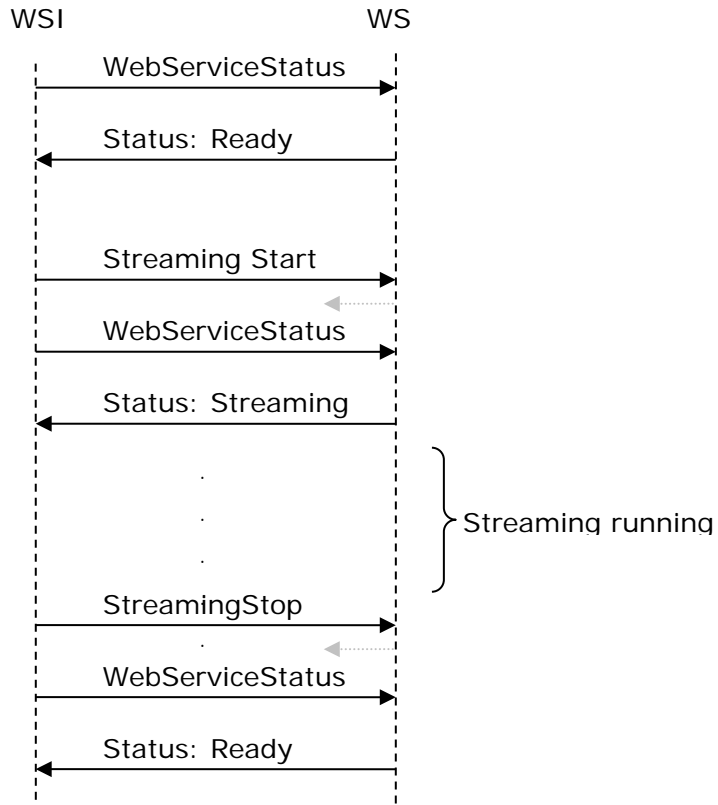 WSI WS
WebServiceStatus
Status: Ready
Streaming Start
WebServiceStatus
Status: Streaming
Streaming running
StreamingStop
WebServiceStatus
Status: Ready